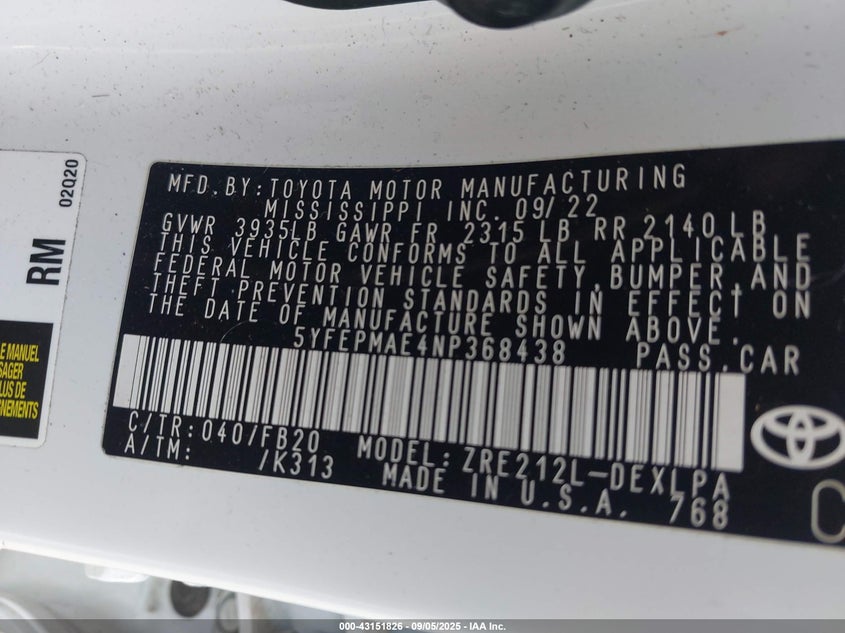 MFD. BY: TOYOTA MOTOR MANUFACTURING
MISSISSIPPI INC. 09/22
GVWR 3935LB GAWR FR 2315 LB RR 2140 LB
THIS VEHICLE CONFORMS TO ALL APPLICABLE
FEDERAL MOTOR VEHICLE SAFETY, BUMPER, AND
THEFT PREVENTION STANDARDS IN EFFECT ON
THE DATE OF MANUFACTURE SHOWN ABOVE.
5YFEPMAE4NP368438 PASS. CAR
C/TR: 040/FB20 MODEL: ZRE212L-DEXLPA
A/TM: /K313 MADE IN U.S.A. 768
C
RM 02Q20
MANUEL
DE
000-43151826 - 09/05/2025 - IAA Inc.